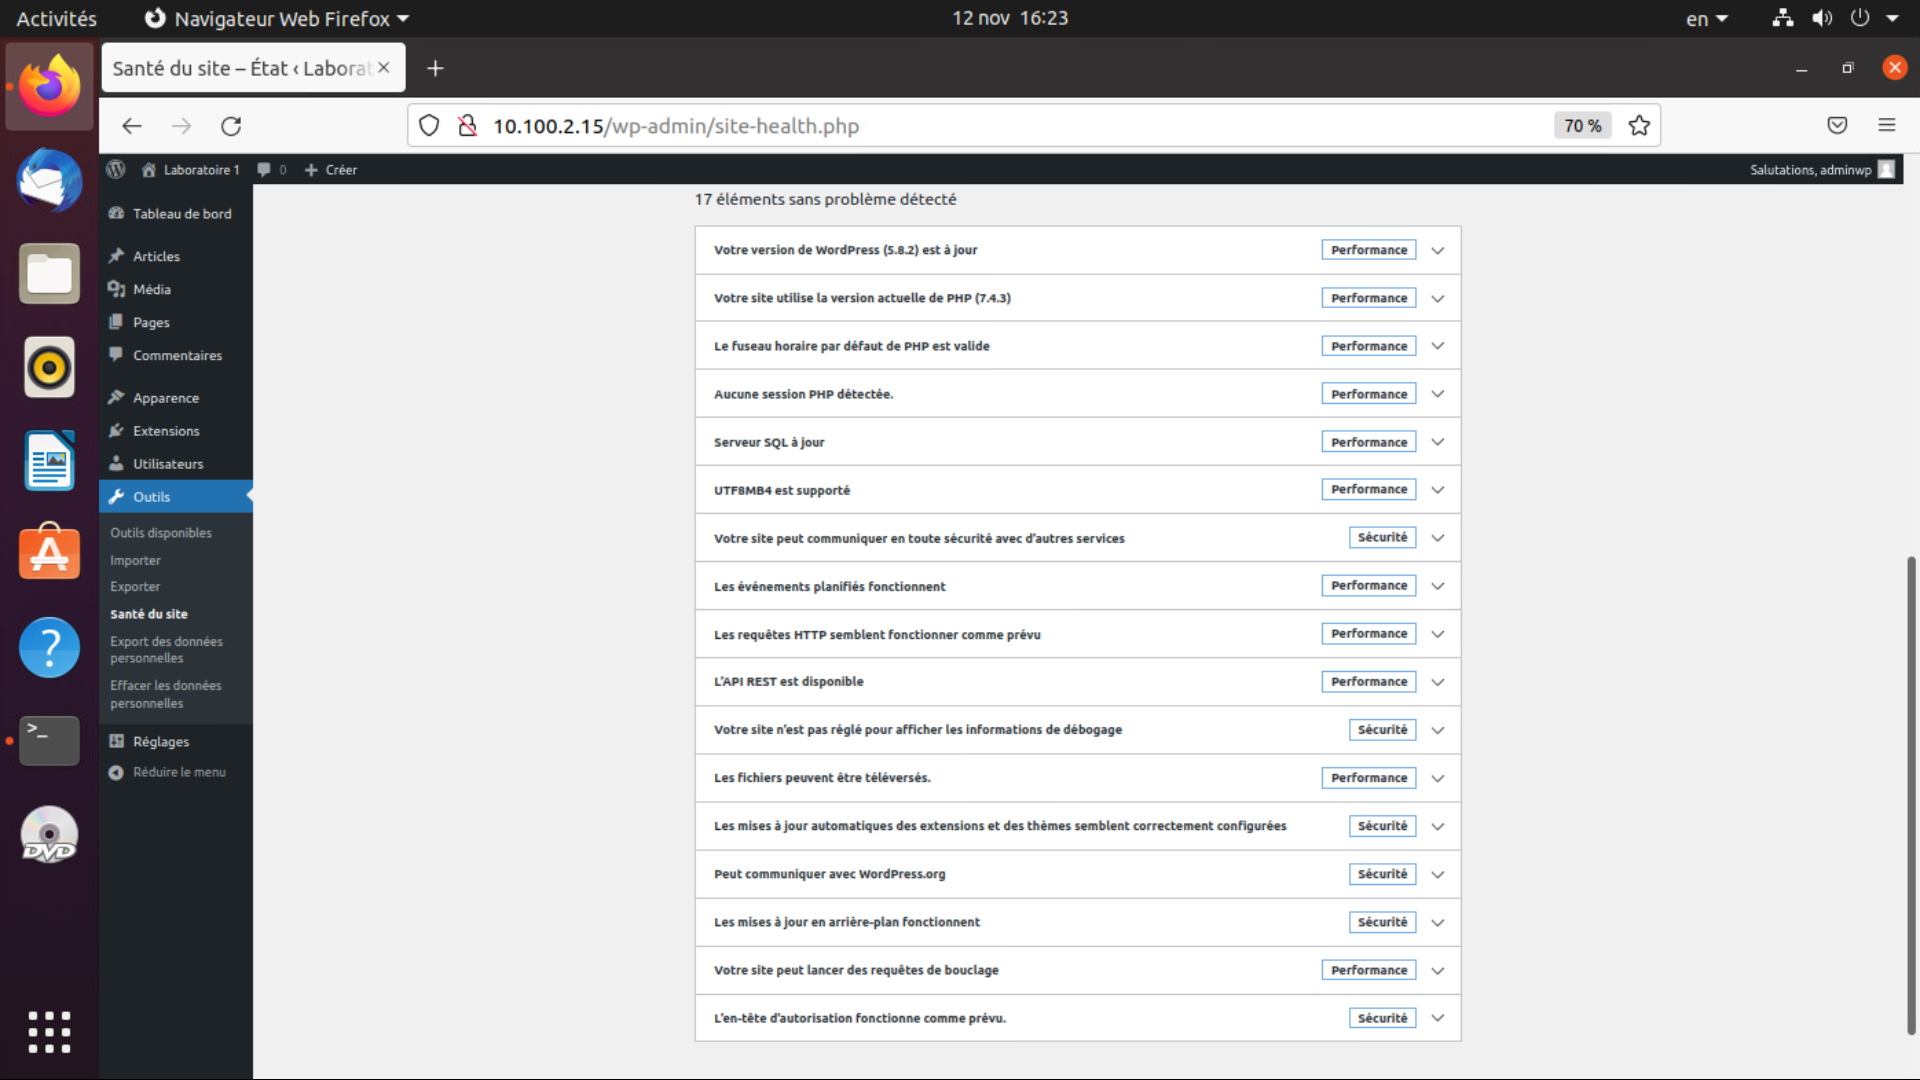 Activités
Navigateur Web Firefox
12 nov 16:23
en
Santé du site – État ‹ Laborat
10.100.2.15/wp-admin/site-health.php
70 %
Laboratoire 1
0
Créer
Salutations, adminwp
Tableau de bord
Articles
Média
Pages
Commentaires
Apparence
Extensions
Utilisateurs
Outils
Outils disponibles
Importer
Exporter
Santé du site
Export des données
personnelles
Effacer les données
personnelles
Réglages
Réduire le menu
17 éléments sans problème détecté
Votre version de WordPress (5.8.2) est à jour Performance
Votre site utilise la version actuelle de PHP (7.4.3) Performance
Le fuseau horaire par défaut de PHP est valide Performance
Aucune session PHP détectée. Performance
Serveur SQL à jour Performance
UTF8MB4 est supporté Performance
Votre site peut communiquer en toute sécurité avec d’autres services Sécurité
Les événements planifiés fonctionnent Performance
Les requêtes HTTP semblent fonctionner comme prévu Performance
L’API REST est disponible Performance
Votre site n’est pas réglé pour afficher les informations de débogage Sécurité
Les fichiers peuvent être téléversés. Performance
Les mises à jour automatiques des extensions et des thèmes semblent correctement configurées Sécurité
Peut communiquer avec WordPress.org Sécurité
Les mises à jour en arrière-plan fonctionnent Sécurité
Votre site peut lancer des requêtes de bouclage Performance
L’en-tête d’autorisation fonctionne comme prévu. Sécurité
>_
DVD